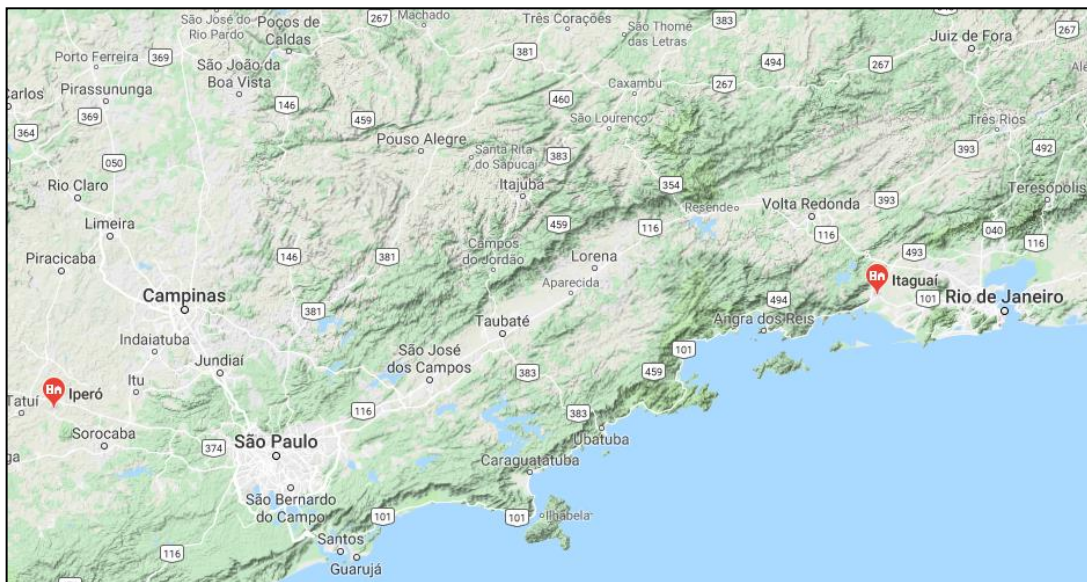 São José do
Rio Pardo
Poços de
Caldas
267
Machado
Três Corações
São Thomé
das Letras
383
Juiz de Fora
267
Porto Ferreira
369
São João da
Boa Vista
381
494
267
Carlos
Pirassununga
146
460
Caxambu
267
369
459
São Lourenço
Três Rios
364
Pouso Alegre
Santa Rita
do Sapucaí
383
393
492
050
Itajubá
354
Teresópolis
Rio Claro
Resende
Volta Redonda
393
Limeira
459
116
116
040
116
493
Piracicaba
146
381
Campos
do Jordão
Lorena
Itaguaí
Aparecida
101
Rio de Janeiro
Campinas
381
494
Angra dos Reis
Indaiatuba
Taubaté
Jundiaí
São José
dos Campos
101
Itu
383
459
Iperó
Tatuí
116
383
Sorocaba
374
São Paulo
Ubatuba
ga
Caraguatatuba
São Bernardo
do Campo
101
101
Ilhabela
116
Santos
Guarujá